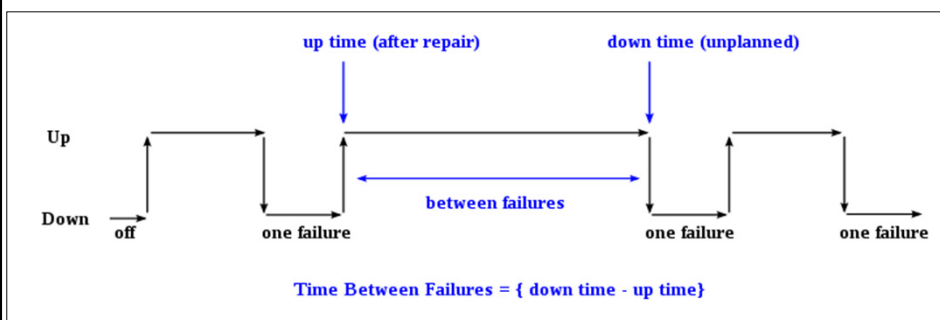 up time (after repair)
down time (unplanned)
Up
between failures
Down
off
one failure
one failure
one failure
Time Between Failures = { down time - up time}